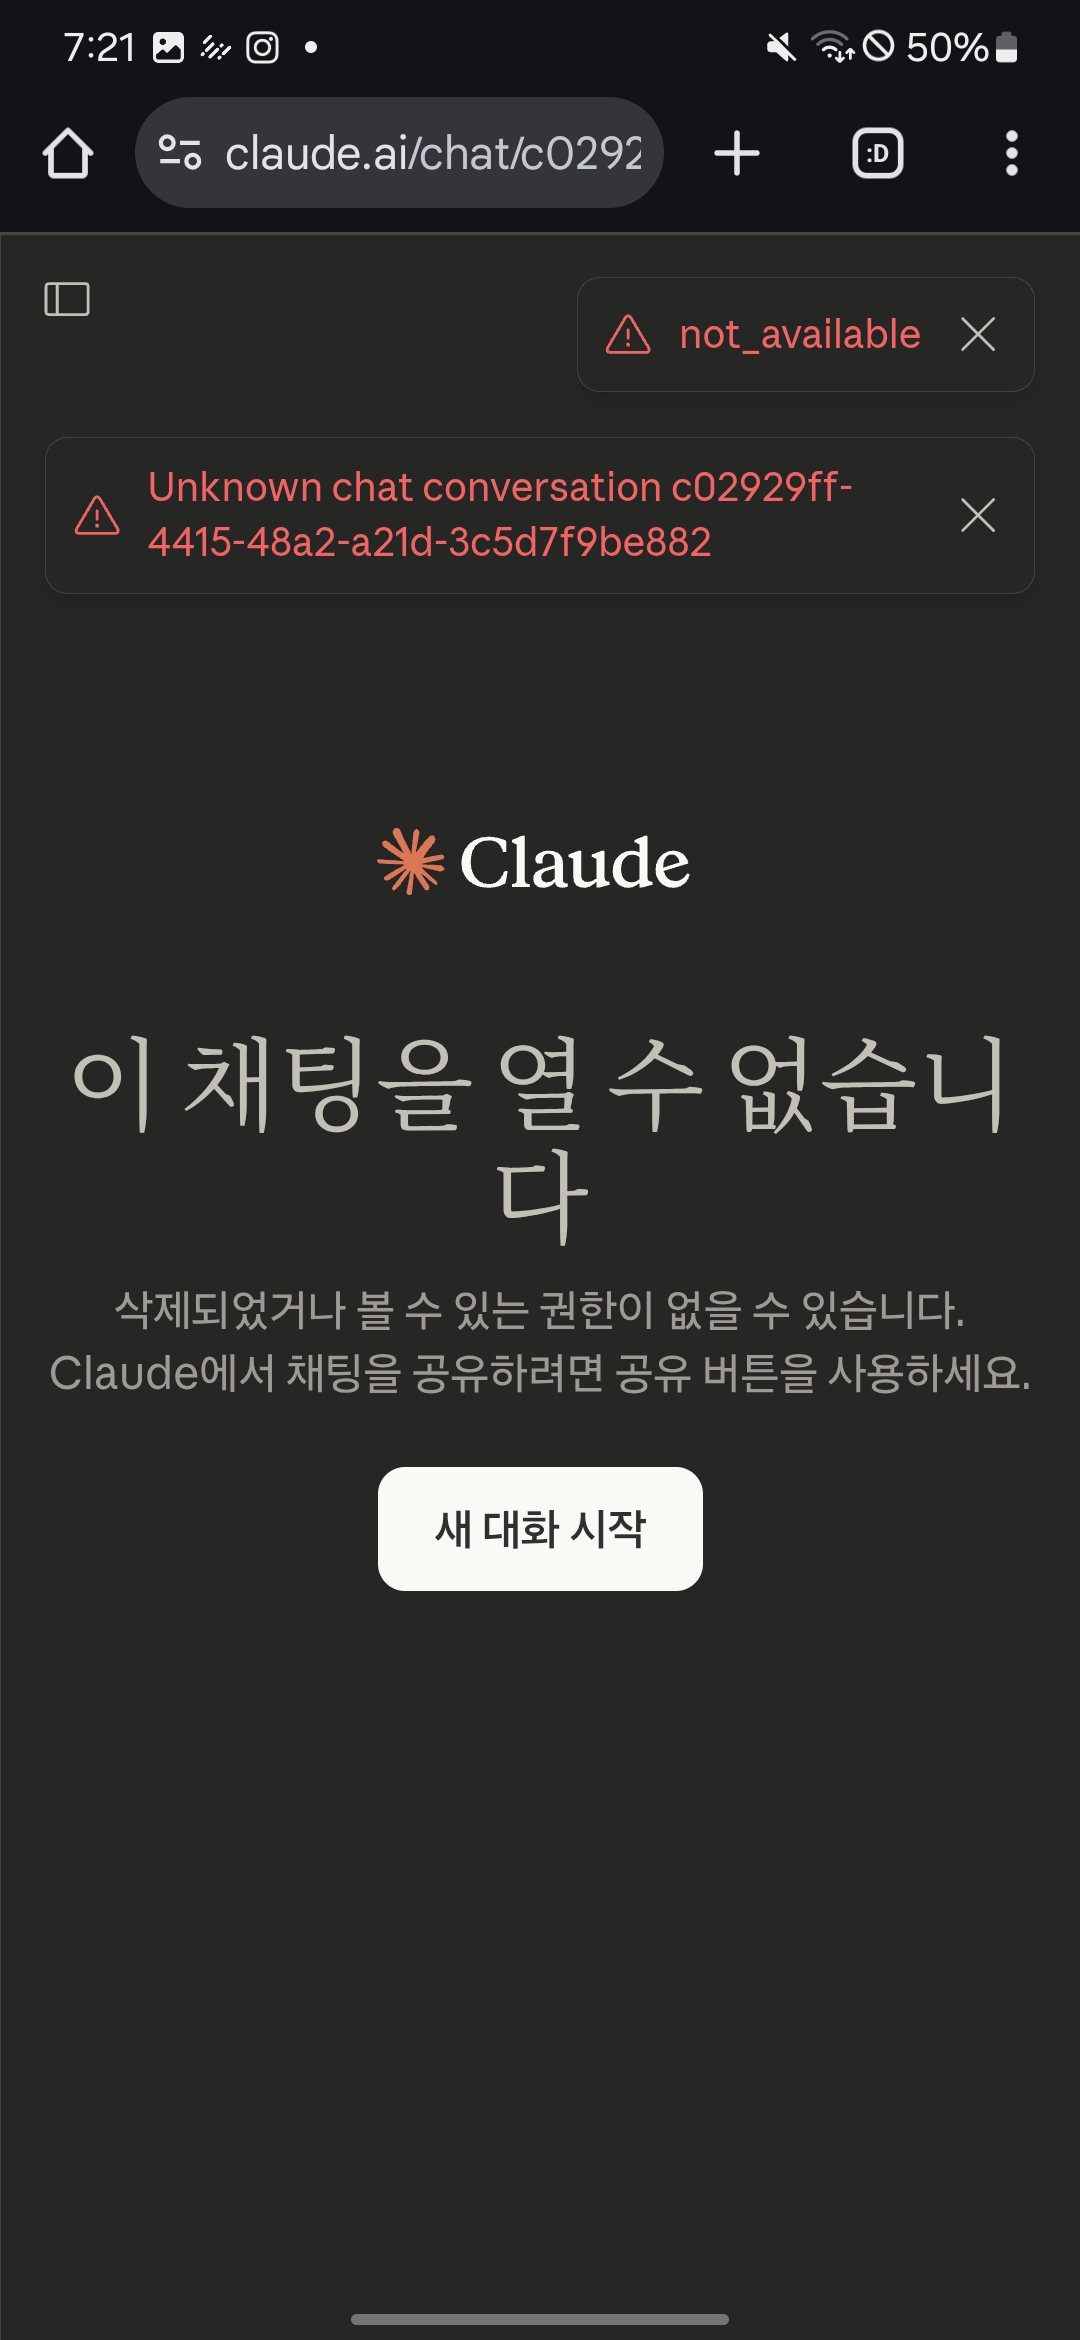 7:21
50%
claude.ai/chat/c0292
:D
not_available
Unknown chat conversation c02929ff-
4415-48a2-a21d-3c5d7f9be882
Claude
이 채팅을 열 수 없습니
다
삭제되었거나 볼 수 있는 권한이 없을 수 있습니다.
Claude에서 채팅을 공유하려면 공유 버튼을 사용하세요.
새 대화 시작